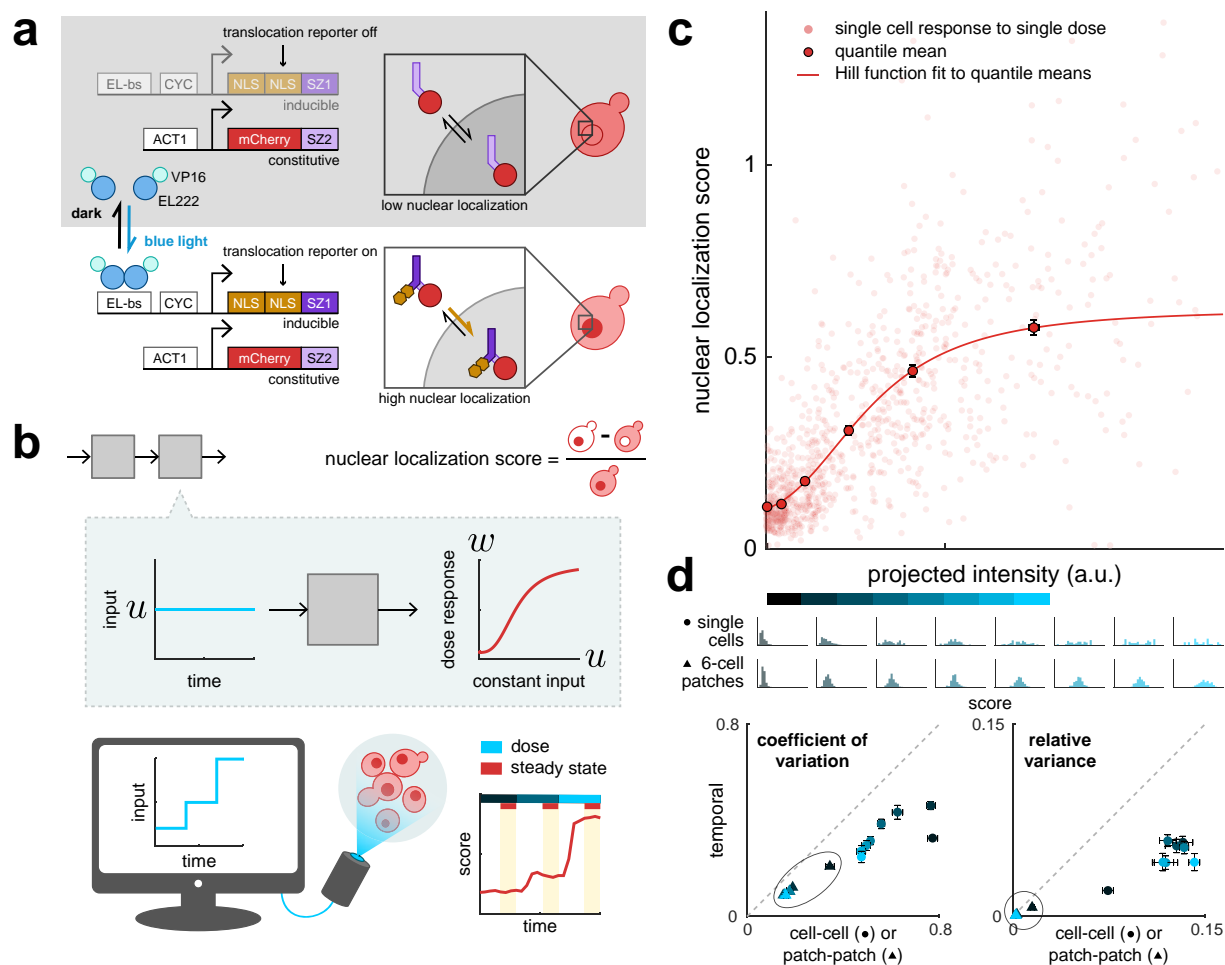 a
translocation reporter off
EL-bs CYC NLS NLS SZ1
inducible
ACT1 mCherry SZ2
constitutive
low nuclear localization
VP16
EL222
dark
blue light
translocation reporter on
EL-bs CYC NLS NLS SZ1
inducible
ACT1 mCherry SZ2
constitutive
high nuclear localization
b
nuclear localization score =
-
input
u
time
w
dose response
u
constant input
input
time
dose
steady state
score
time
c
single cell response to single dose
quantile mean
Hill function fit to quantile means
nuclear localization score
1
0.5
0
projected intensity (a.u.)
d
single
cells
6-cell
patches
score
0.8
coefficient of
variation
temporal
0
0
0.8
cell-cell (●) or
patch-patch (▲)
0.15
relative
variance
0
0
0.15
cell-cell (●) or
patch-patch (▲)